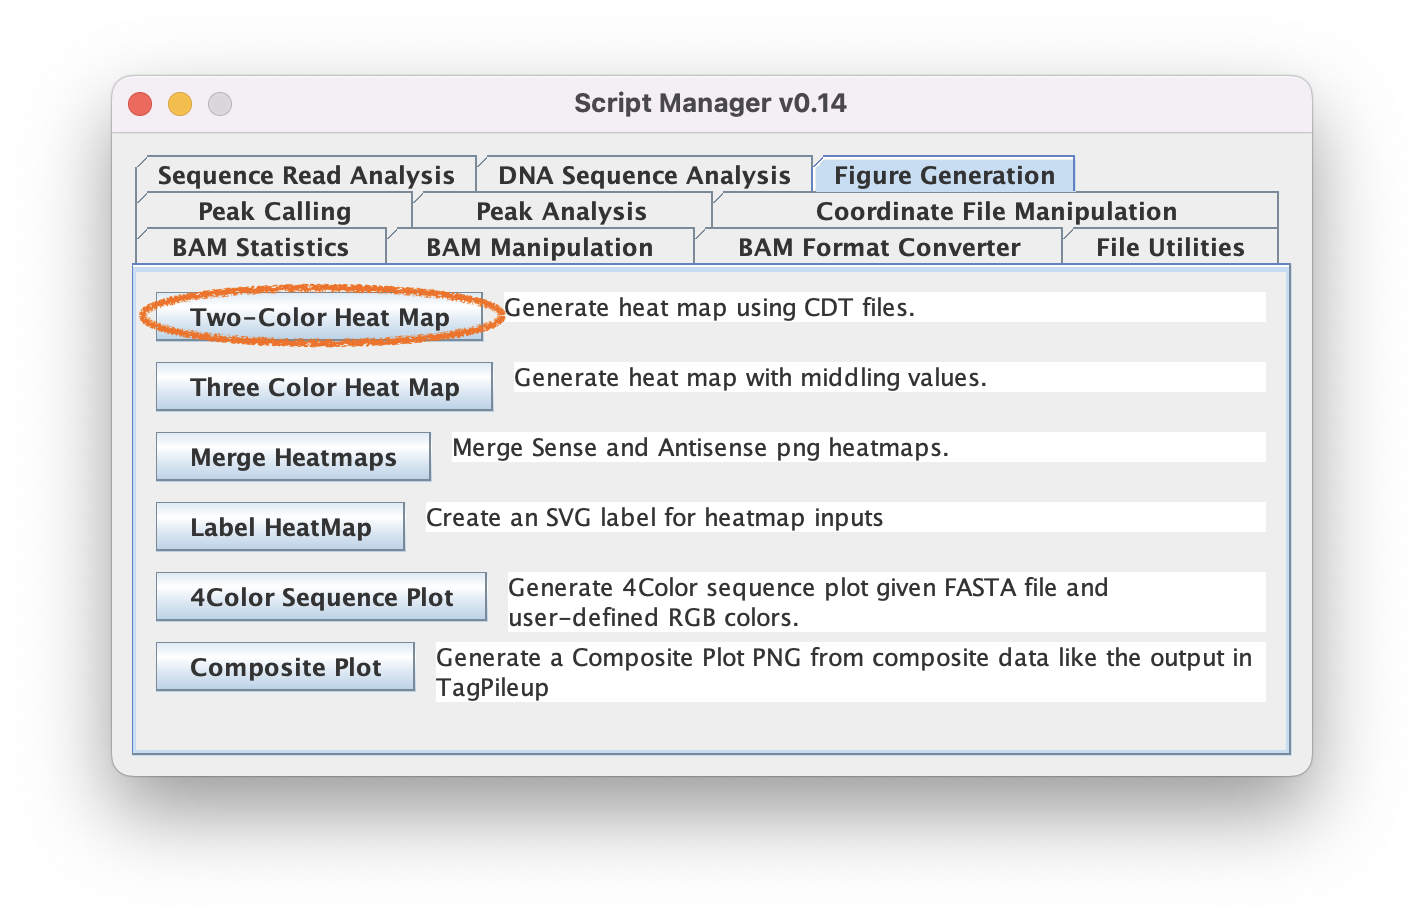 Script Manager v0.14
Sequence Read Analysis
DNA Sequence Analysis
Figure Generation
Peak Calling
Peak Analysis
Coordinate File Manipulation
BAM Statistics
BAM Manipulation
BAM Format Converter
File Utilities
Two-Color Heat Map
Generate heat map using CDT files.
Three Color Heat Map
Generate heat map with middling values.
Merge Heatmaps
Merge Sense and Antisense png heatmaps.
Label HeatMap
Create an SVG label for heatmap inputs
4Color Sequence Plot
Generate 4Color sequence plot given FASTA file and
user-defined RGB colors.
Composite Plot
Generate a Composite Plot PNG from composite data like the output in
TagPileup